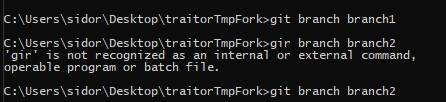 C:\Users\sidor\Desktop\traitorTmpFork>git branch branch1
C:\Users\sidor\Desktop\traitorTmpFork>gir branch branch2
'gir' is not recognized as an internal or external command,
operable program or batch file.
C:\Users\sidor\Desktop\traitorTmpFork>git branch branch2